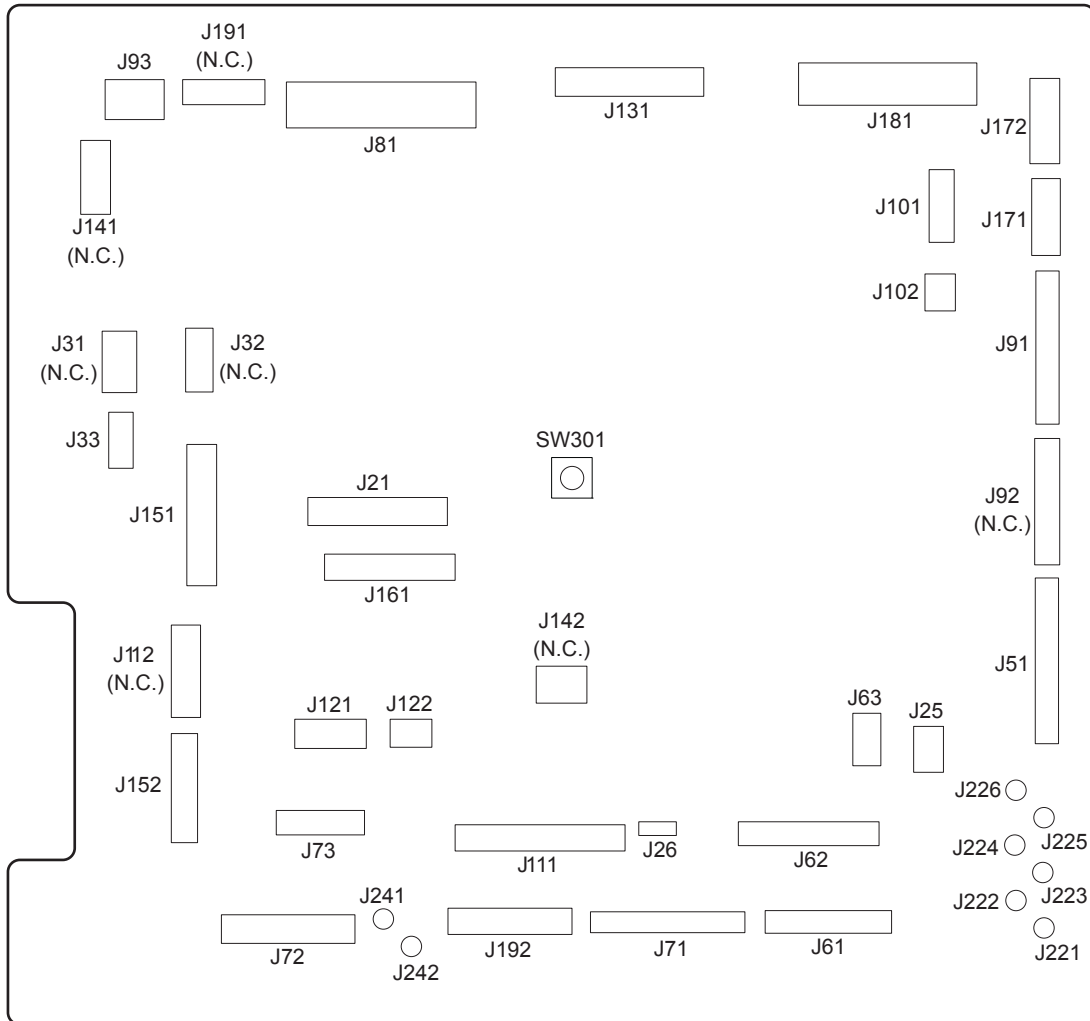 J191
(N.C.)
J93
J81
J131
J181
J172
J141
(N.C.)
J101
J171
J102
J31
(N.C.)
J32
(N.C.)
J91
J33
SW301
J21
J151
J92
(N.C.)
J161
J142
(N.C.)
J112
(N.C.)
J51
J121
J122
J63
J25
J152
J226
J73
J111
J26
J62
J224
J225
J241
J222
J223
J72
J242
J192
J71
J61
J221